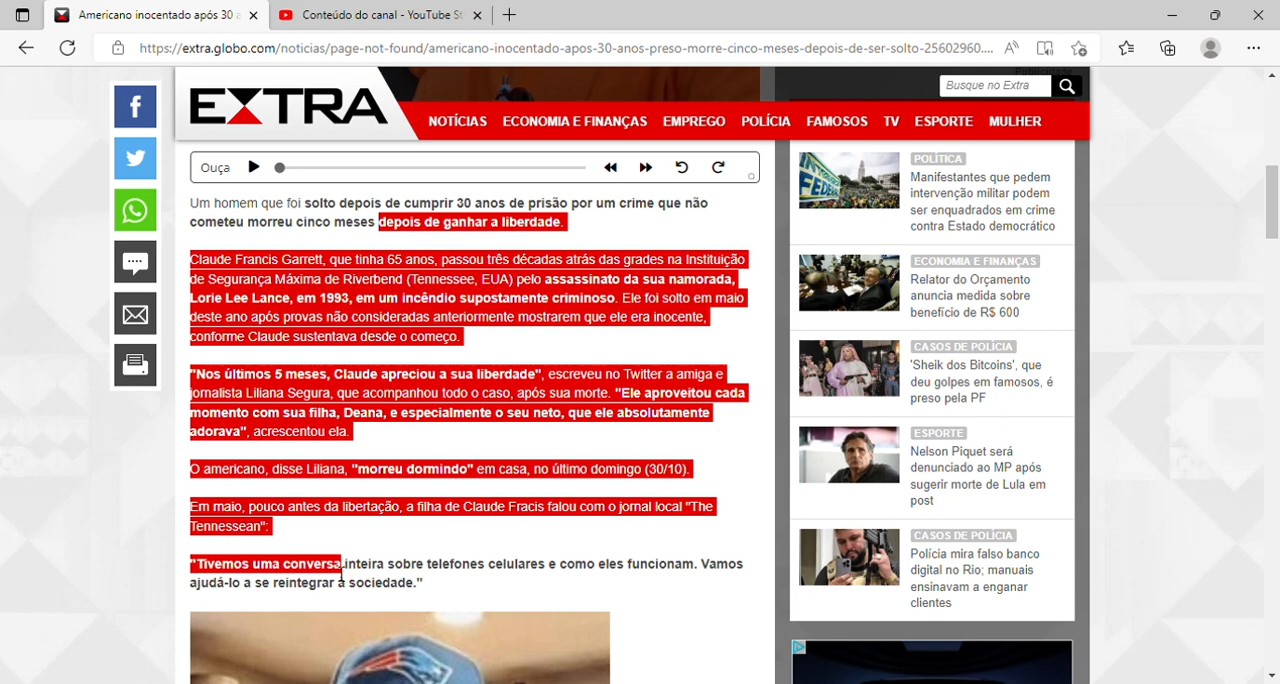 Americano inocentado após 30 a
Conteúdo do canal - YouTube St
https://extra.globo.com/noticias/page-not-found/americano-inocentado-apos-30-anos-preso-morre-cinco-meses-depois-de-ser-solto-25602960....
EXTRA
Busque no Extra
NOTÍCIAS ECONOMIA E FINANÇAS EMPREGO POLÍCIA FAMOSOS TV ESPORTE MULHER
Ouça
Um homem que foi solto depois de cumprir 30 anos de prisão por um crime que não
cometeu morreu cinco meses depois de ganhar a liberdade.
Claude Francis Garrett, que tinha 65 anos, passou três décadas atrás das grades na Instituição
de Segurança Máxima de Riverbend (Tennessee, EUA) pelo assassinato da sua namorada,
Lorie Lee Lance, em 1993, em um incêndio supostamente criminoso. Ele foi solto em maio
deste ano após provas não consideradas anteriormente mostrarem que ele era inocente,
conforme Claude sustentava desde o começo.
"Nos últimos 5 meses, Claude apreciou a sua liberdade", escreveu no Twitter a amiga e
jornalista Liliana Segura, que acompanhou todo o caso, após sua morte. "Ele aproveitou cada
momento com sua filha, Deana, e especialmente o seu neto, que ele absolutamente
adorava", acrescentou ela.
O americano, disse Liliana, "morreu dormindo" em casa, no último domingo (30/10).
Em maio, pouco antes da libertação, a filha de Claude Fracis falou com o jornal local "The
Tennessean":
"Tivemos uma conversa inteira sobre telefones celulares e como eles funcionam. Vamos
ajudá-lo a se reintegrar à sociedade."
POLÍTICA
Manifestantes que pedem
intervenção militar podem
ser enquadrados em crime
contra Estado democrático
ECONOMIA E FINANÇAS
Relator do Orçamento
anuncia medida sobre
benefício de R$ 600
CASOS DE POLÍCIA
'Sheik dos Bitcoins', que
deu golpes em famosos, é
preso pela PF
ESPORTE
Nelson Piquet será
denunciado ao MP após
sugerir morte de Lula em
post
CASOS DE POLÍCIA
Polícia mira falso banco
digital no Rio; manuais
ensinavam a enganar
clientes